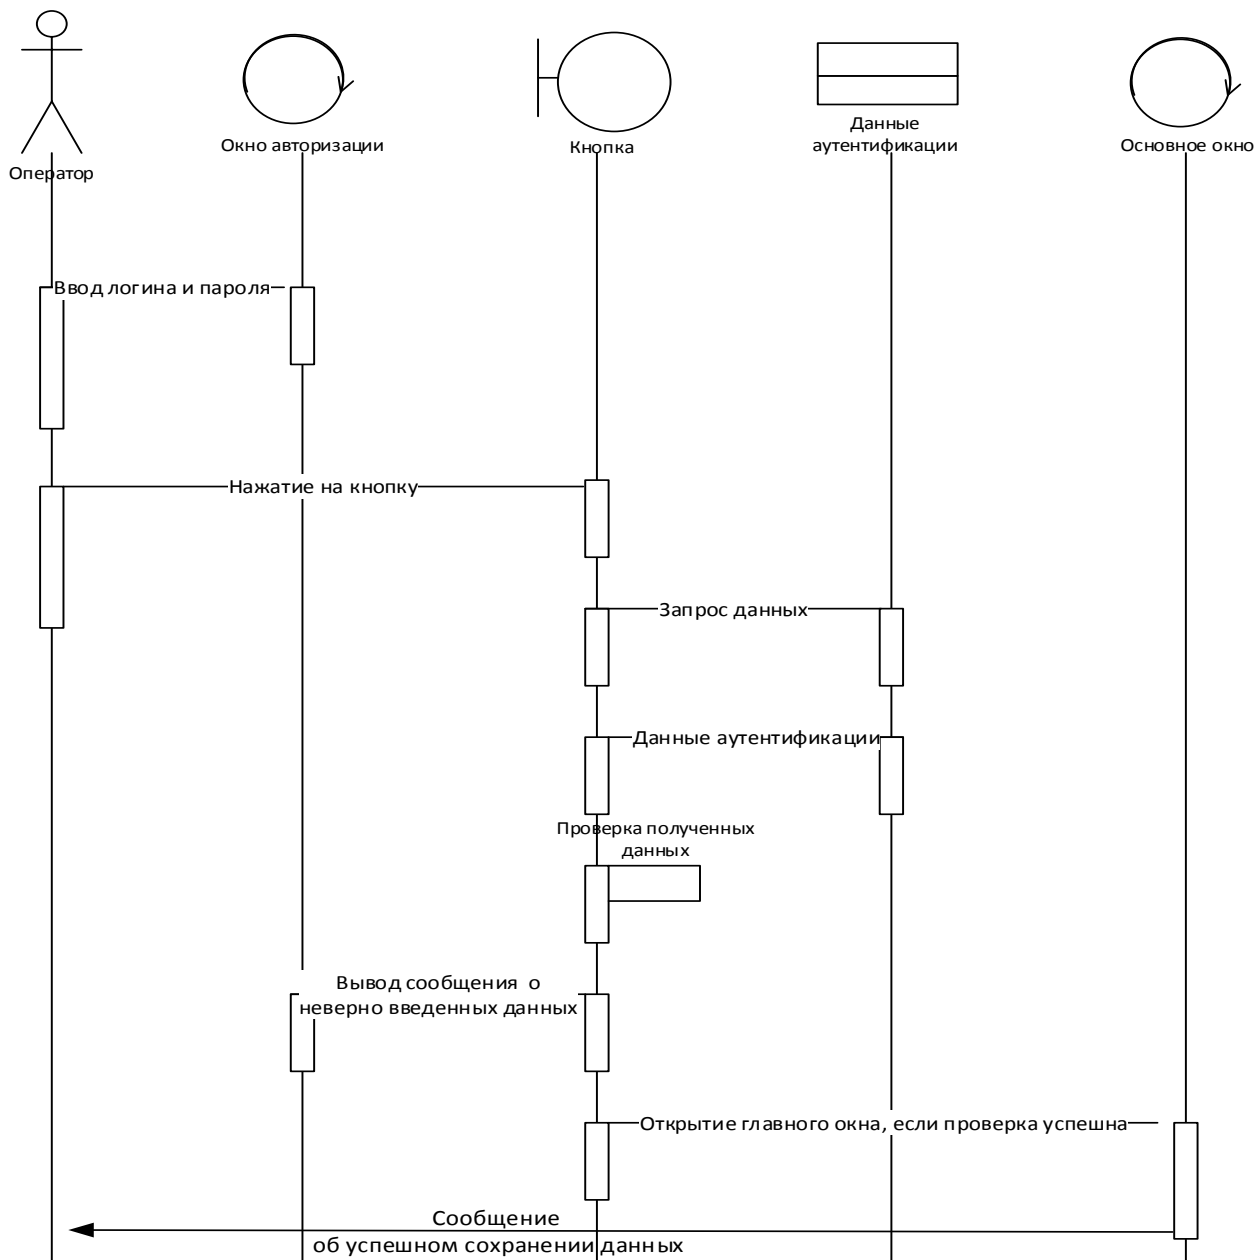 Оператор
Окно авторизации
Кнопка
Данные
аутентификации
Основное окно
Ввод логина и пароля
Нажатие на кнопку
Запрос данных
Данные аутентификации
Проверка полученных
данных
Вывод сообщения о
неверно введенных данных
Открытие главного окна, если проверка успешна
Сообщение
об успешном сохранении данных